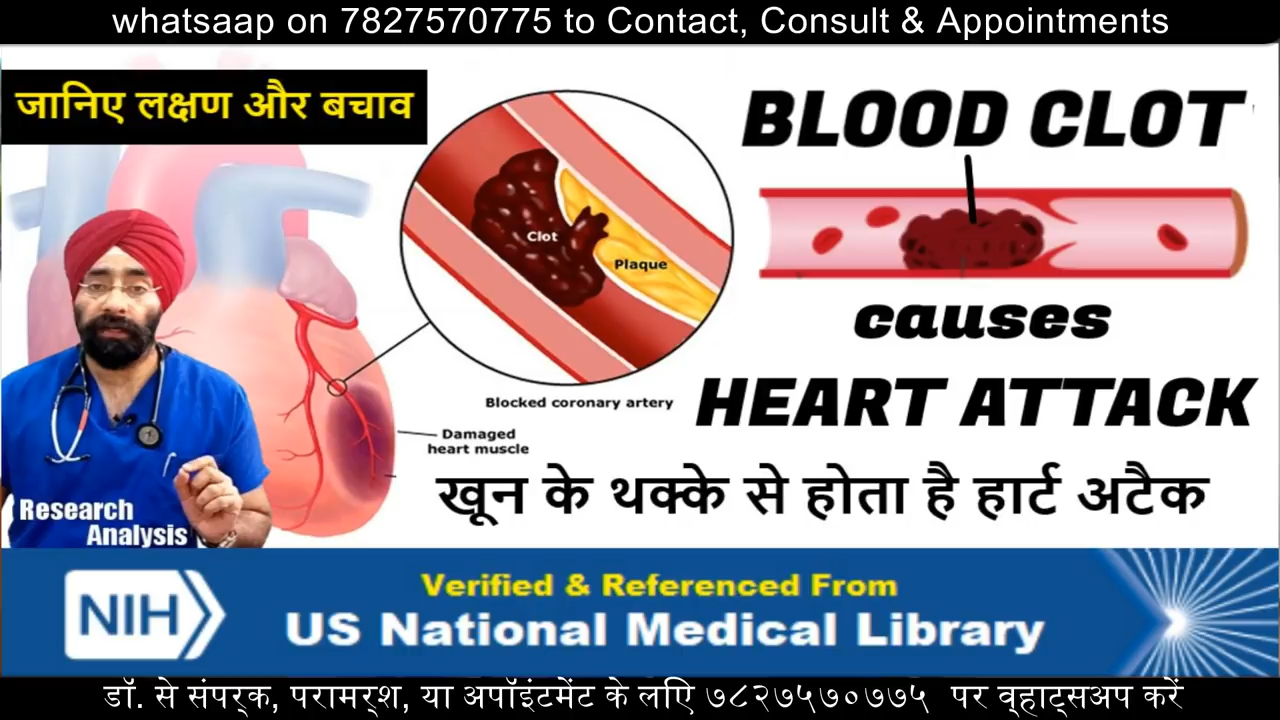 whatsaap on 7827570775 to Contact, Consult & Appointments
जानिए लक्षण और बचाव
BLOOD CLOT
Clot
Plaque
causes
Blocked coronary artery
HEART ATTACK
Damaged
heart muscle
खून के थक्के से होता है हार्ट अटैक
Research
Analysis
NIH
Verified & Referenced From
US National Medical Library
डॉ. से संपर्क, परामर्श, या अपॉइंटमेंट के लिए ७८२७५७०७७५ पर व्हाट्सअप करें